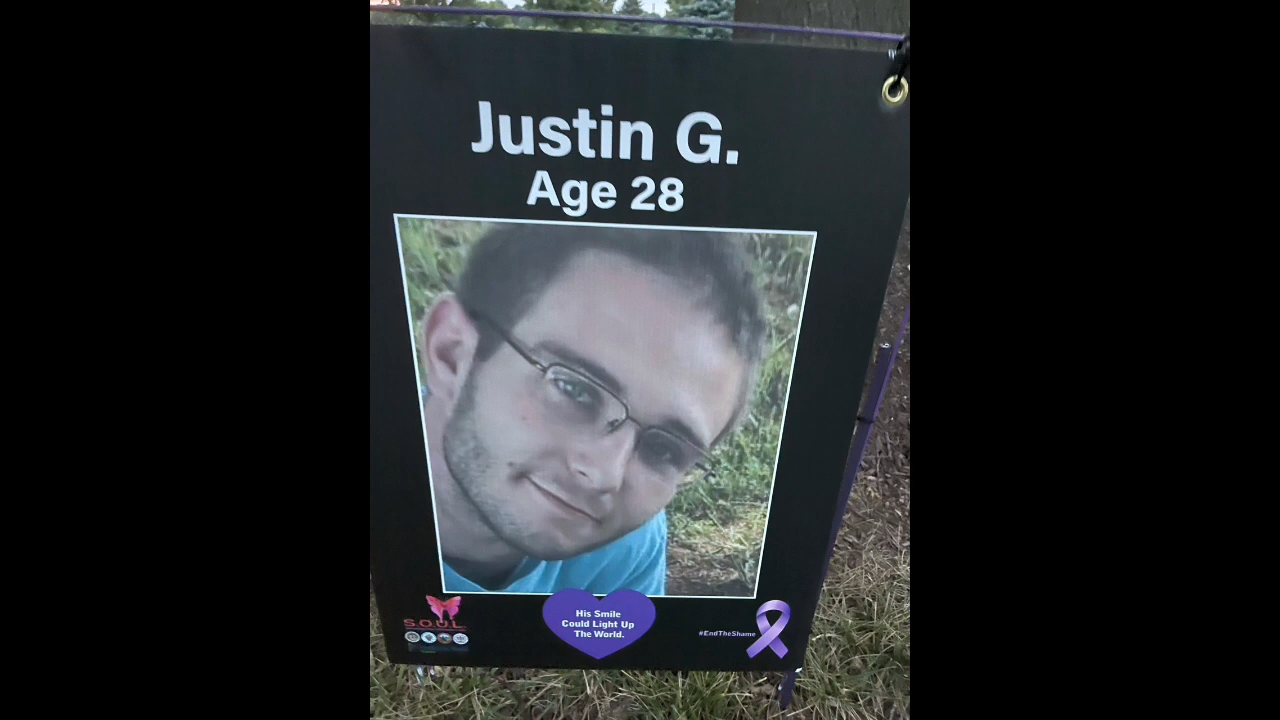 Justin G.
Age 28
His Smile
Could Light Up
The World.
S.O.U.L.
#EndTheShame